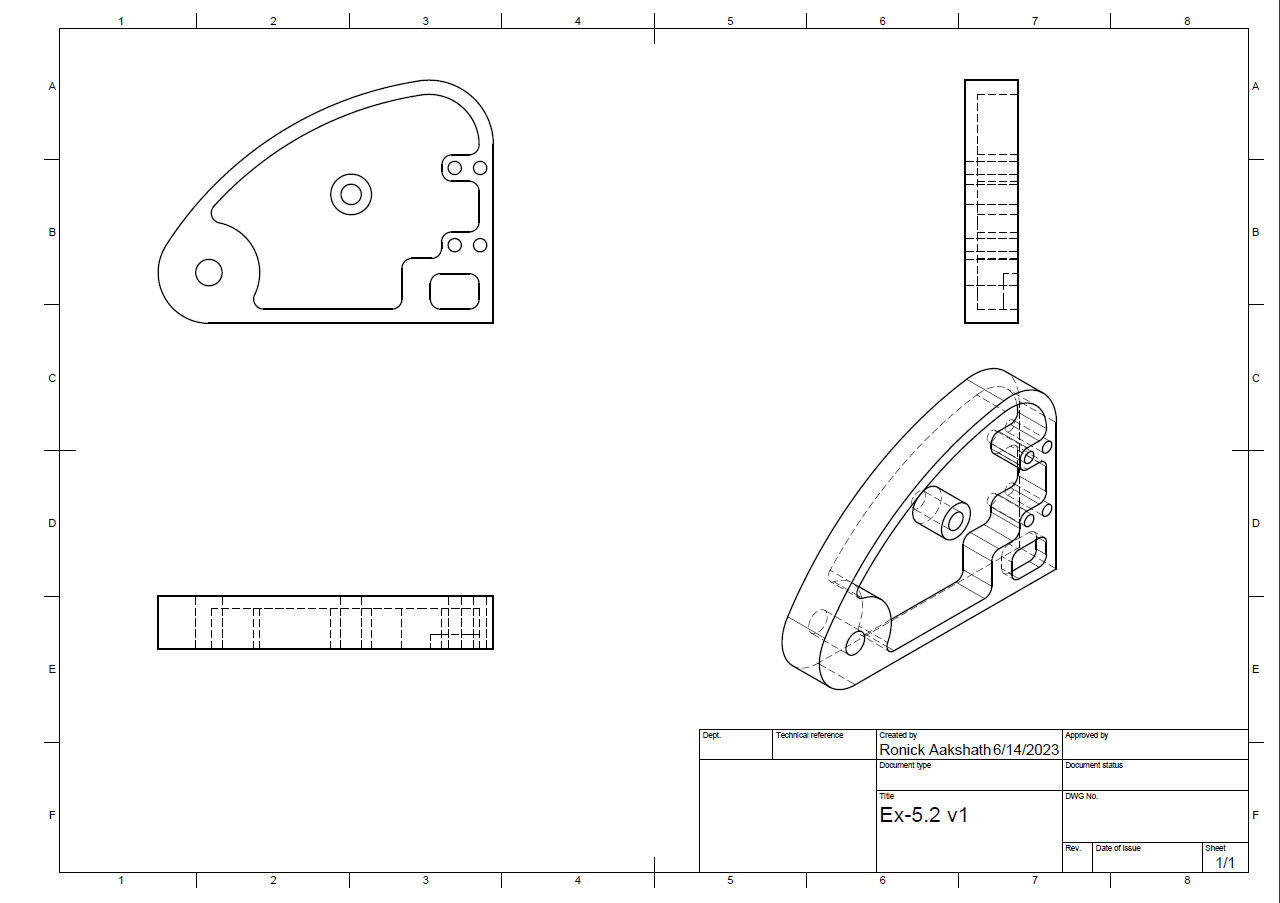 1 2 3 4 5 6 7 8
A A
B B
C C
D D
E E
F F
Dept. Technical reference Created by Approved by
Ronick Aakshath 6/14/2023
Document type Document status
Title DWG No.
Ex-5.2 v1
Rev. Date of issue Sheet
1/1
1 2 3 4 5 6 7 8